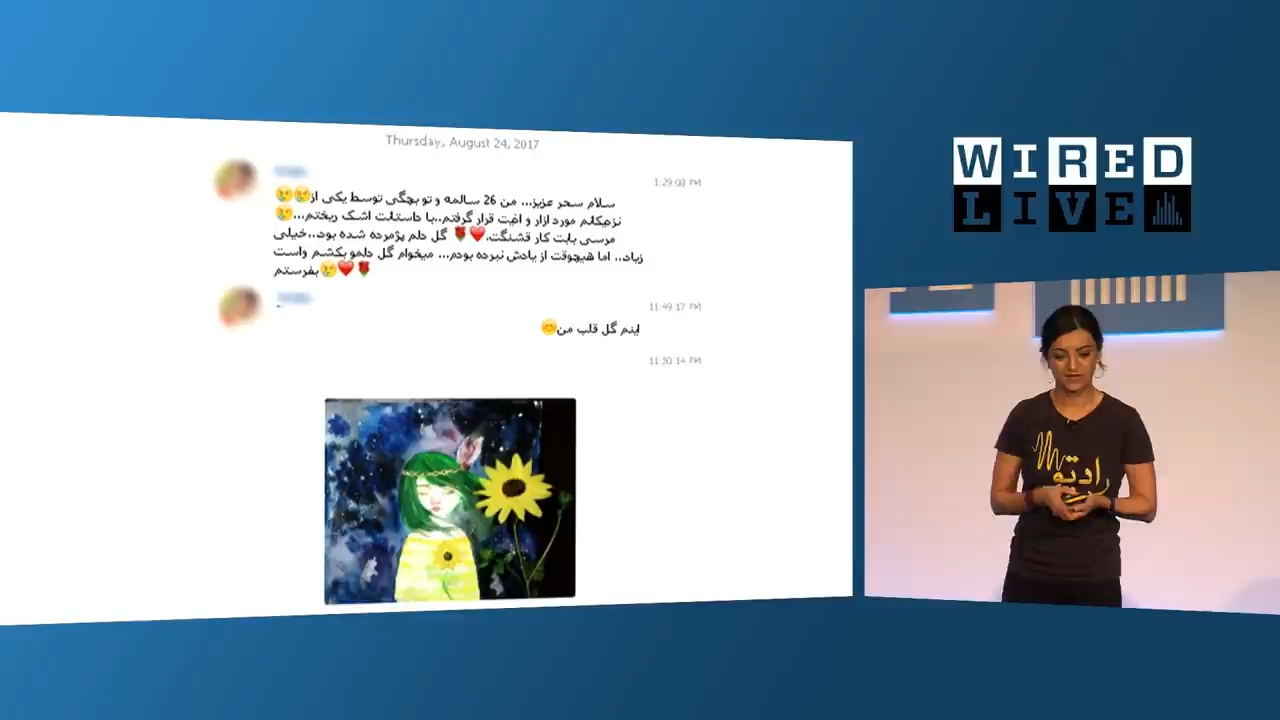 Thursday, August 24, 2017
1:29:08 PM
سلام سحر عزیز... من 26 سالمه و تو بچگی توسط یکی از😢😢
نزدیکانم مورد ازار و اذیت قرار گرفتم..با داستانت اشک ریختم...😢
مرسی بابت کار قشنگت.❤️🌹 گل دلم پژمرده شده بود..خیلی
زیاد.. اما هیچوقت از یادش نبرده بودم... میخوام گل دلمو بکشم واست
بفرستم😢❤️🌹
11:49:17 PM
اینم گل قلب من😊
11:50:14 PM
WIRED
LIVE
رادیو